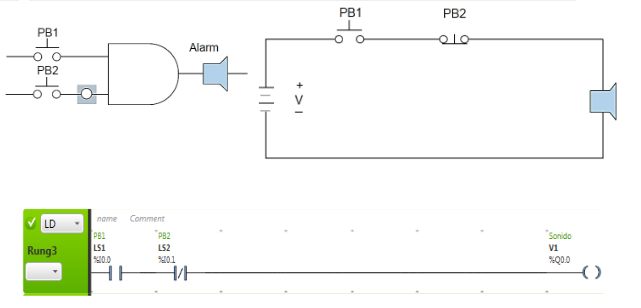 PB1
PB2
Alarm
PB1
PB2
+
V
−
LD
name Comment
Rung3
PB1
LS1
%I0.0
PB2
LS2
%I0.1
Sonido
V1
%Q0.0